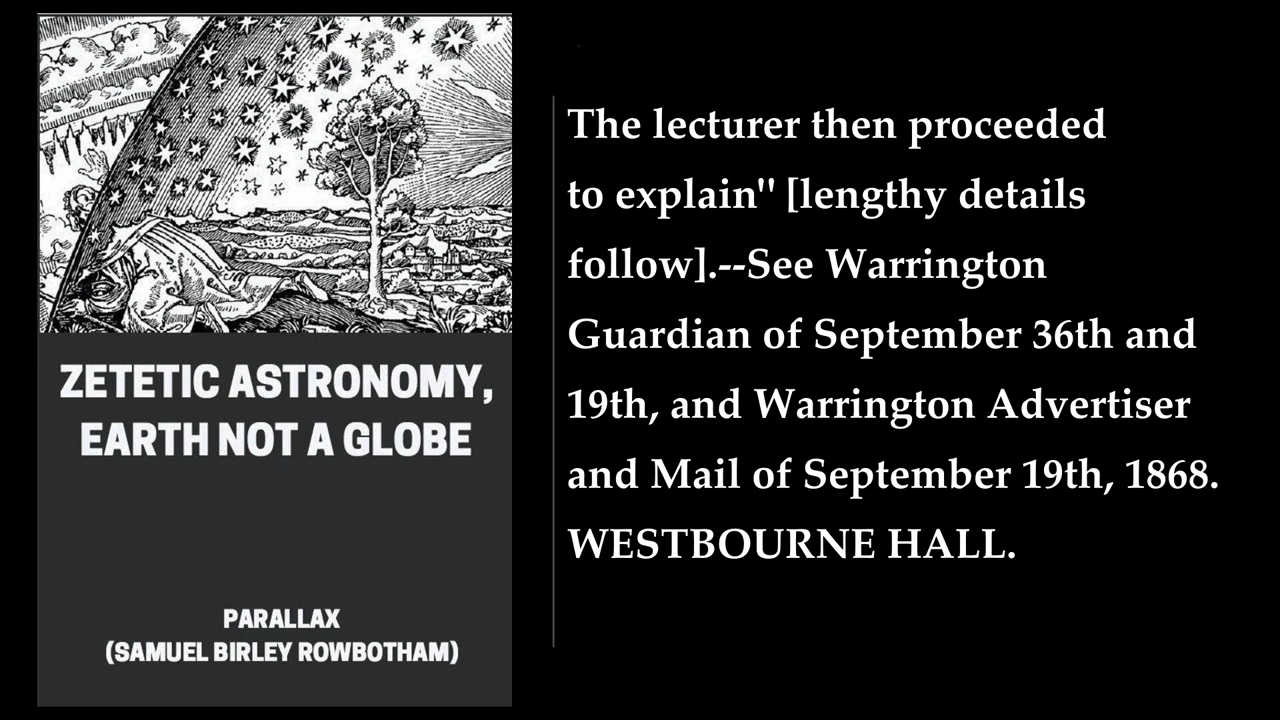 ZETETIC ASTRONOMY,
EARTH NOT A GLOBE
PARALLAX
(SAMUEL BIRLEY ROWBOTHAM)
The lecturer then proceeded
to explain" [lengthy details
follow].--See Warrington
Guardian of September 36th and
19th, and Warrington Advertiser
and Mail of September 19th, 1868.
WESTBOURNE HALL.